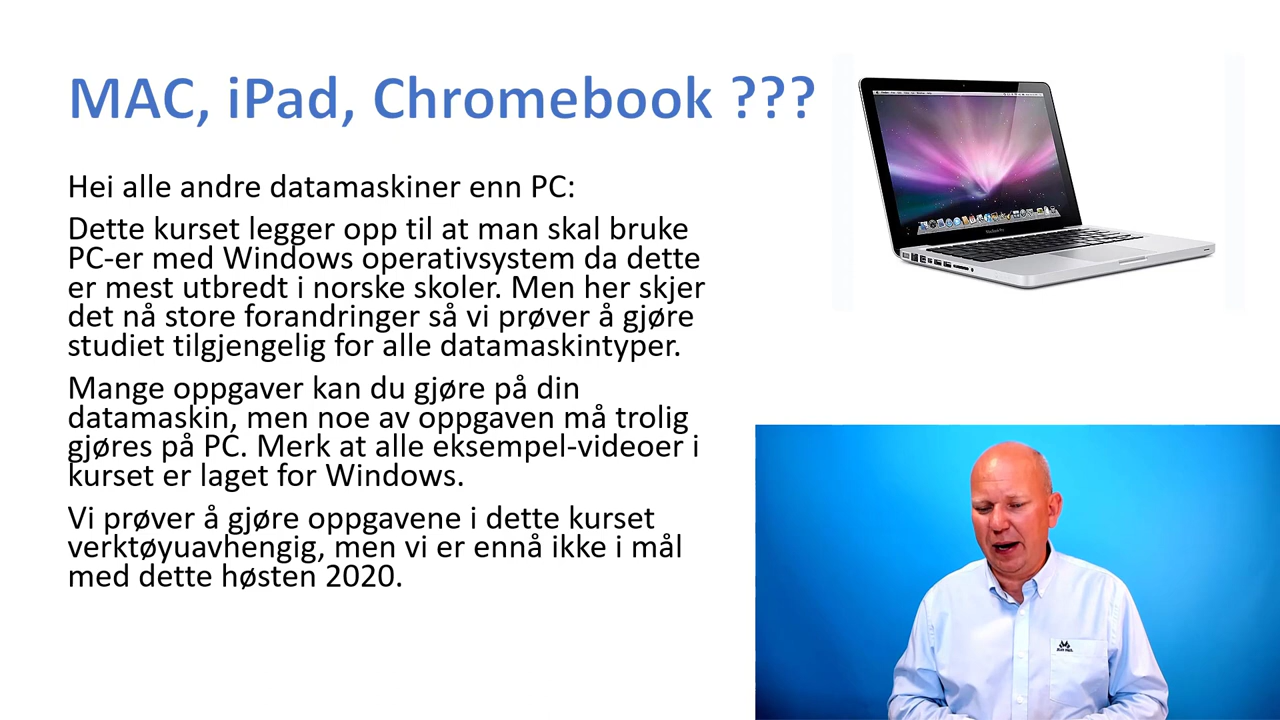 MAC, iPad, Chromebook ???
Hei alle andre datamaskiner enn PC:
Dette kurset legger opp til at man skal bruke
PC-er med Windows operativsystem da dette
er mest utbredt i norske skoler. Men her skjer
det nå store forandringer så vi prøver å gjøre
studiet tilgjengelig for alle datamaskintyper.
Mange oppgaver kan du gjøre på din
datamaskin, men noe av oppgaven må trolig
gjøres på PC. Merk at alle eksempel-videoer i
kurset er laget for Windows.
Vi prøver å gjøre oppgavene i dette kurset
verktøyuavhengig, men vi er ennå ikke i mål
med dette høsten 2020.